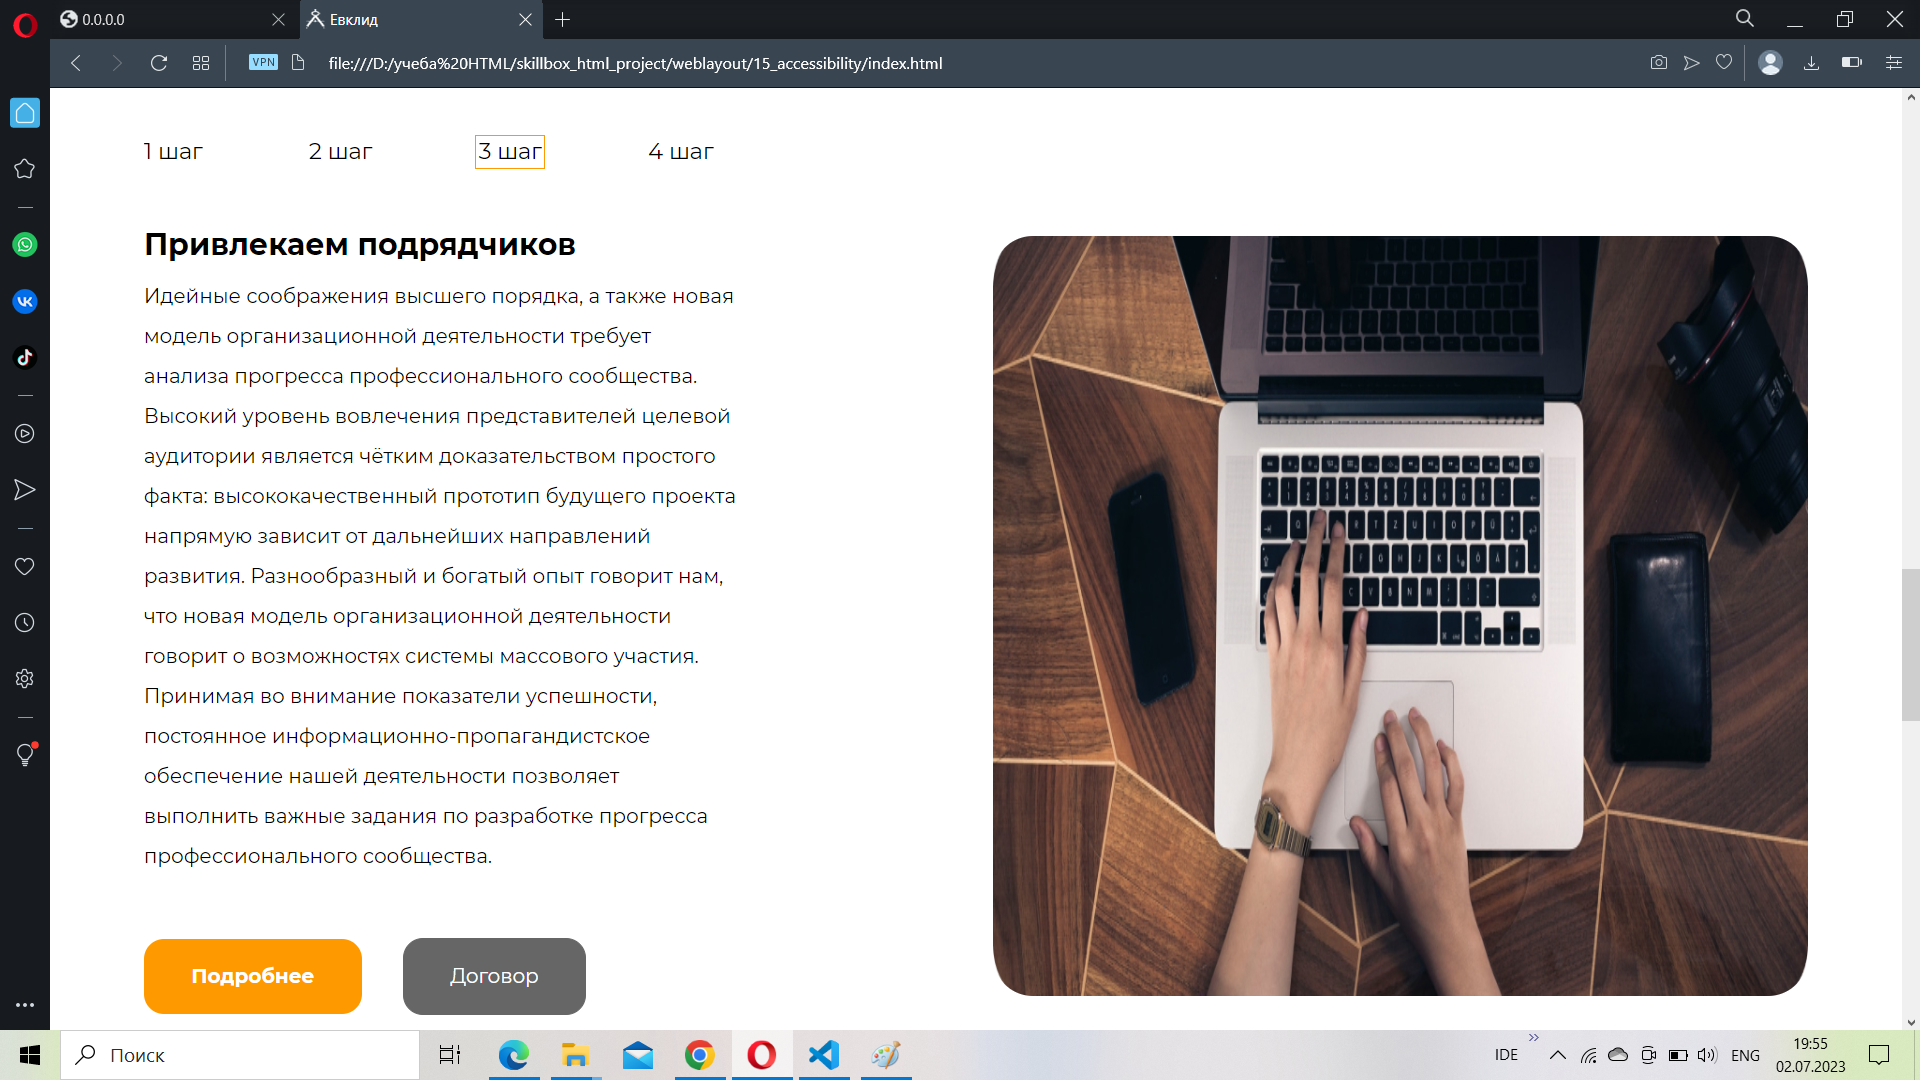 0.0.0.0
Евклид
VPN
file:///D:/учеба%20HTML/skillbox_html_project/weblayout/15_accessibility/index.html
1 шаг 2 шаг 3 шаг 4 шаг
Привлекаем подрядчиков
Идейные соображения высшего порядка, а также новая
модель организационной деятельности требует
анализа прогресса профессионального сообщества.
Высокий уровень вовлечения представителей целевой
аудитории является чётким доказательством простого
факта: высококачественный прототип будущего проекта
напрямую зависит от дальнейших направлений
развития. Разнообразный и богатый опыт говорит нам,
что новая модель организационной деятельности
говорит о возможностях системы массового участия.
Принимая во внимание показатели успешности,
постоянное информационно-пропагандистское
обеспечение нашей деятельности позволяет
выполнить важные задания по разработке прогресса
профессионального сообщества.
Подробнее
Договор
Поиск
IDE
ENG
19:55
02.07.2023